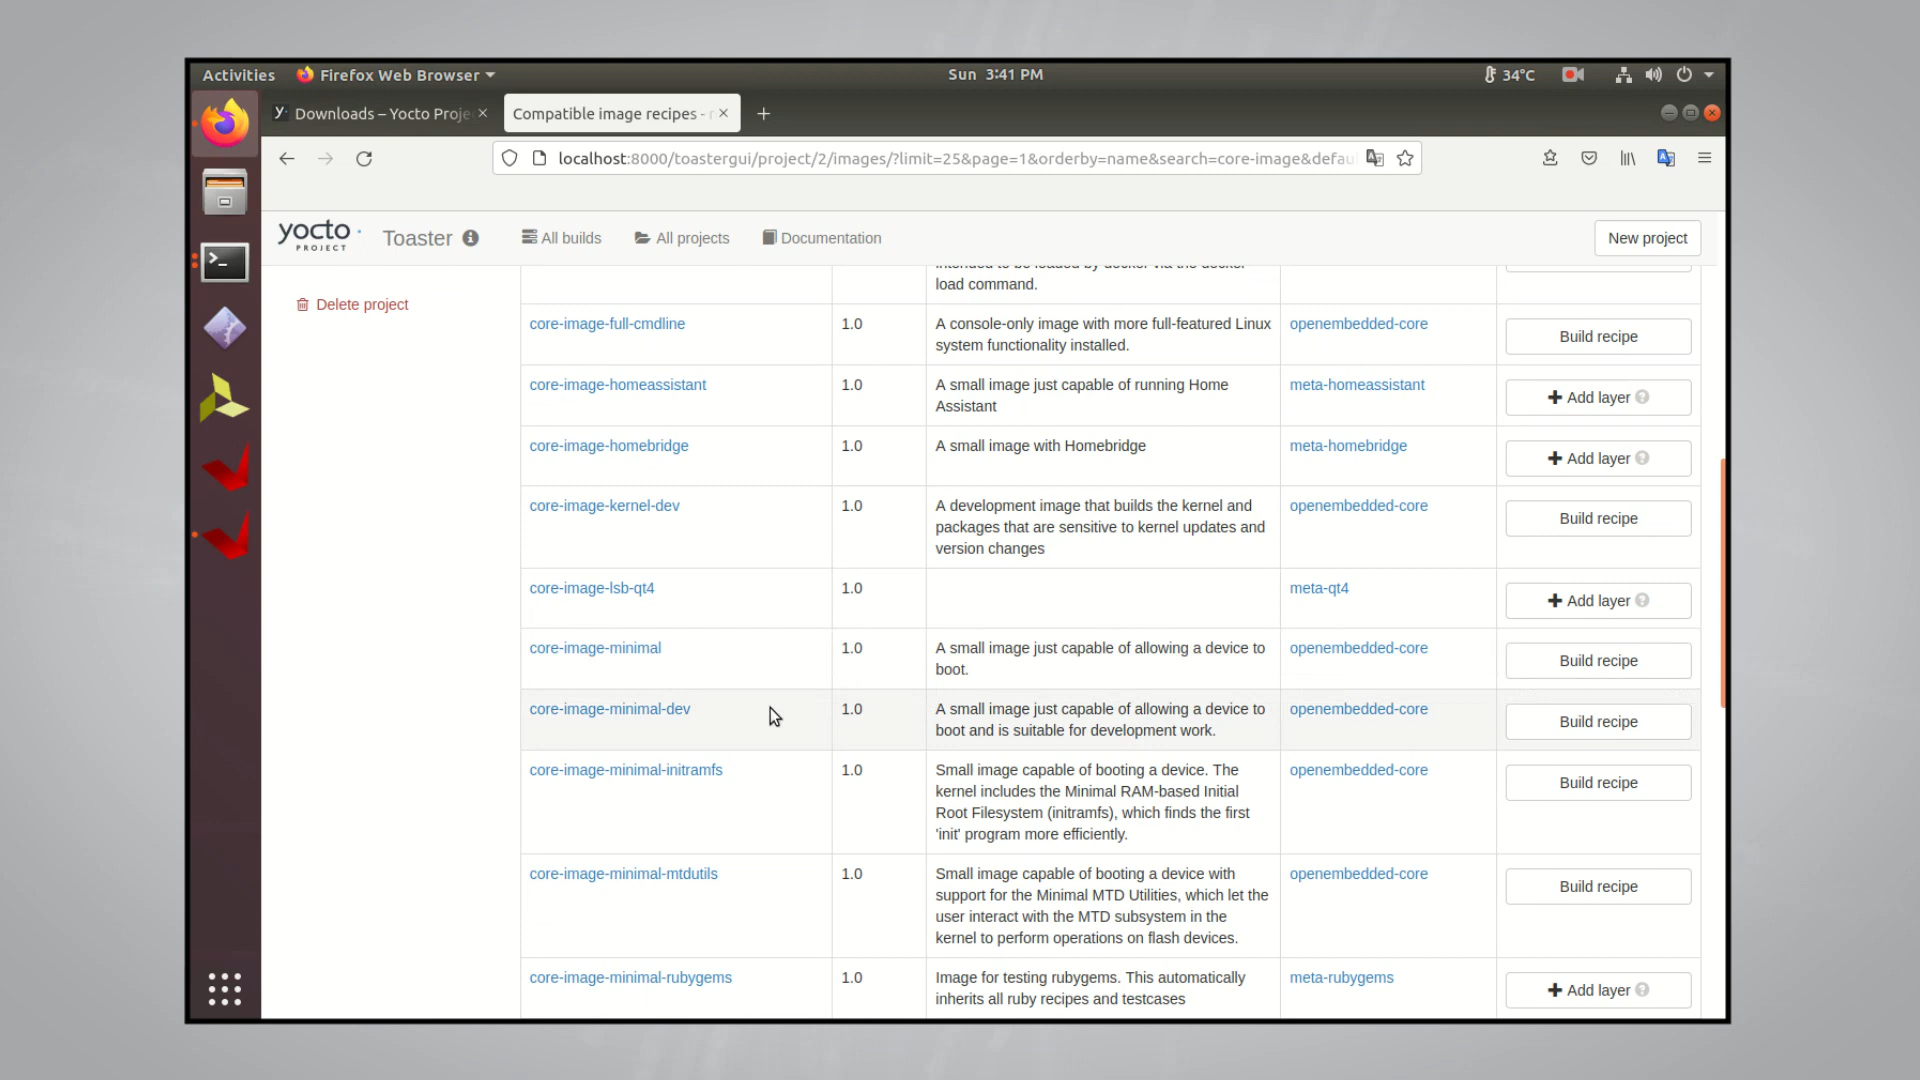 Activities Firefox Web Browser Sun 3:41 PM 34°C
Downloads – Yocto Proje Compatible image recipes -
localhost:8000/toastergui/project/2/images/?limit=25&page=1&orderby=name&search=core-image&defau
yocto PROJECT Toaster All builds All projects Documentation New project
Delete project
load command.
core-image-full-cmdline 1.0 A console-only image with more full-featured Linux openembedded-core Build recipe
system functionality installed.
core-image-homeassistant 1.0 A small image just capable of running Home meta-homeassistant Add layer
Assistant
core-image-homebridge 1.0 A small image with Homebridge meta-homebridge Add layer
core-image-kernel-dev 1.0 A development image that builds the kernel and openembedded-core Build recipe
packages that are sensitive to kernel updates and
version changes
core-image-lsb-qt4 1.0 meta-qt4 Add layer
core-image-minimal 1.0 A small image just capable of allowing a device to openembedded-core Build recipe
boot.
core-image-minimal-dev 1.0 A small image just capable of allowing a device to openembedded-core Build recipe
boot and is suitable for development work.
core-image-minimal-initramfs 1.0 Small image capable of booting a device. The openembedded-core Build recipe
kernel includes the Minimal RAM-based Initial
Root Filesystem (initramfs), which finds the first
'init' program more efficiently.
core-image-minimal-mtdutils 1.0 Small image capable of booting a device with openembedded-core Build recipe
support for the Minimal MTD Utilities, which let the
user interact with the MTD subsystem in the
kernel to perform operations on flash devices.
core-image-minimal-rubygems 1.0 Image for testing rubygems. This automatically meta-rubygems Add layer
inherits all ruby recipes and testcases